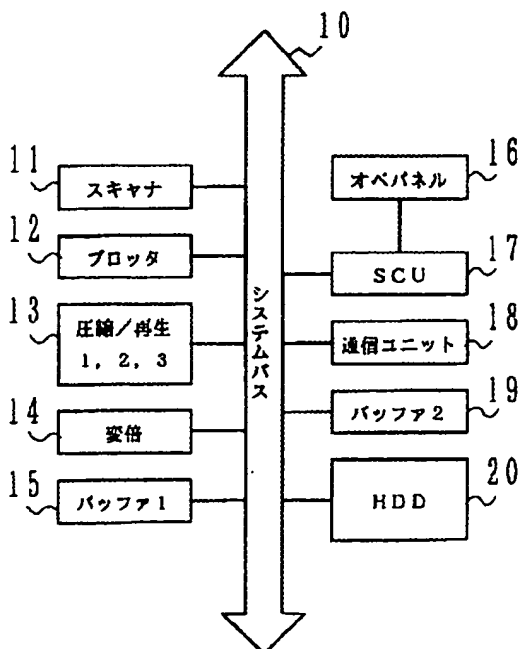 10
11
スキャナ
12
プロッタ
13
圧縮／再生
1，2，3
14
変倍
15
バッファ1
システムバス
16
オペパネル
17
SCU
18
通信ユニット
19
バッファ2
20
HDD